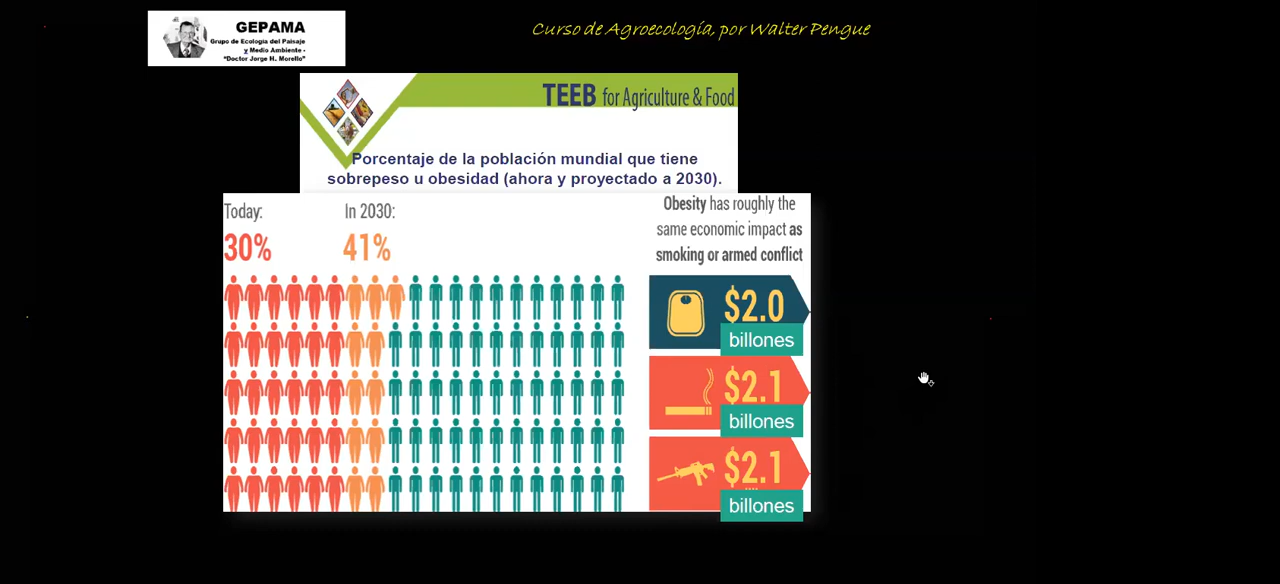 GEPAMA
Grupo de Ecología del Paisaje
y Medio Ambiente -
"Doctor Jorge H. Morello"
Curso de Agroecología, por Walter Pengue
TEEB for Agriculture & Food
Porcentaje de la población mundial que tiene
sobrepeso u obesidad (ahora y proyectado a 2030).
Today:
30%
In 2030:
41%
Obesity has roughly the
same economic impact as
smoking or armed conflict
$2.0
billones
$2.1
billones
$2.1
billones